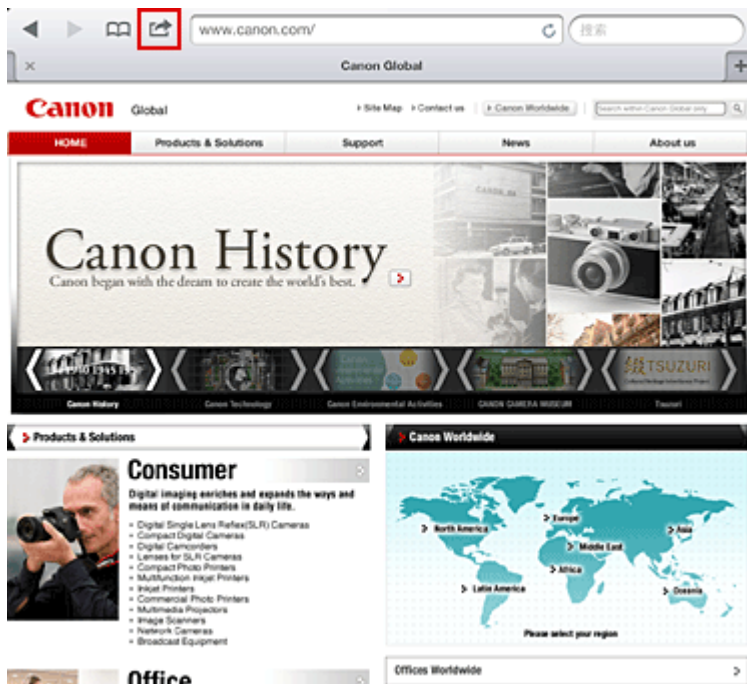 www.canon.com/
搜索
Canon Global
Canon Global
Site Map Contact us Canon Worldwide Search within Canon Global only
HOME Products & Solutions Support News About us
CANON
Canon History
Canon began with the dream to create the world's best.
TSUZURI
Canon History Canon Technology Canon Environmental Activities CANON CAMERA MUSEUM Tsuzuri
Products & Solutions
Consumer
Digital imaging enriches and expands the ways and
means of communication in daily life.
Digital Single Lens Reflex(SLR) Cameras
Compact Digital Cameras
Digital Camcorders
Lenses for SLR Cameras
Compact Photo Printers
Multifunction Inkjet Printers
Inkjet Printers
Commercial Photo Printers
Multimedia Projectors
Image Scanners
Network Cameras
Broadcast Equipment
Office
Canon Worldwide
North America
Europe
Asia
Middle East
Africa
Latin America
Oceania
Please select your region
Offices Worldwide